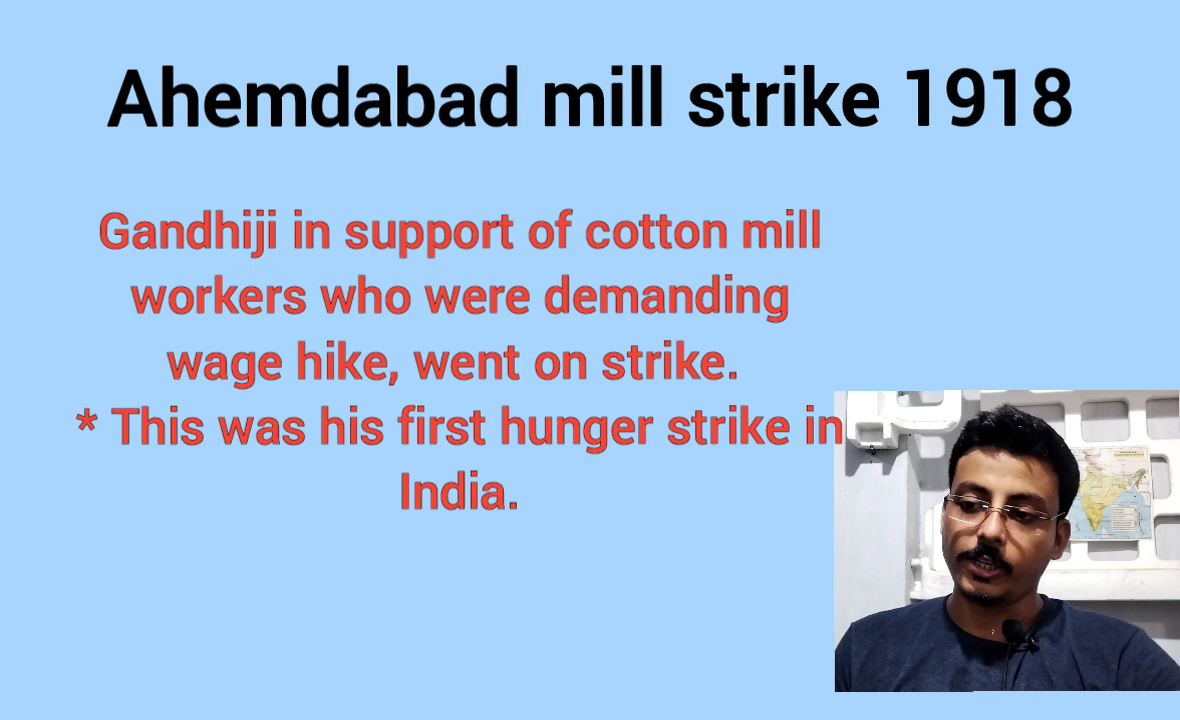 Ahemdabad mill strike 1918
Gandhiji in support of cotton mill
workers who were demanding
wage hike, went on strike.
* This was his first hunger strike in
India.